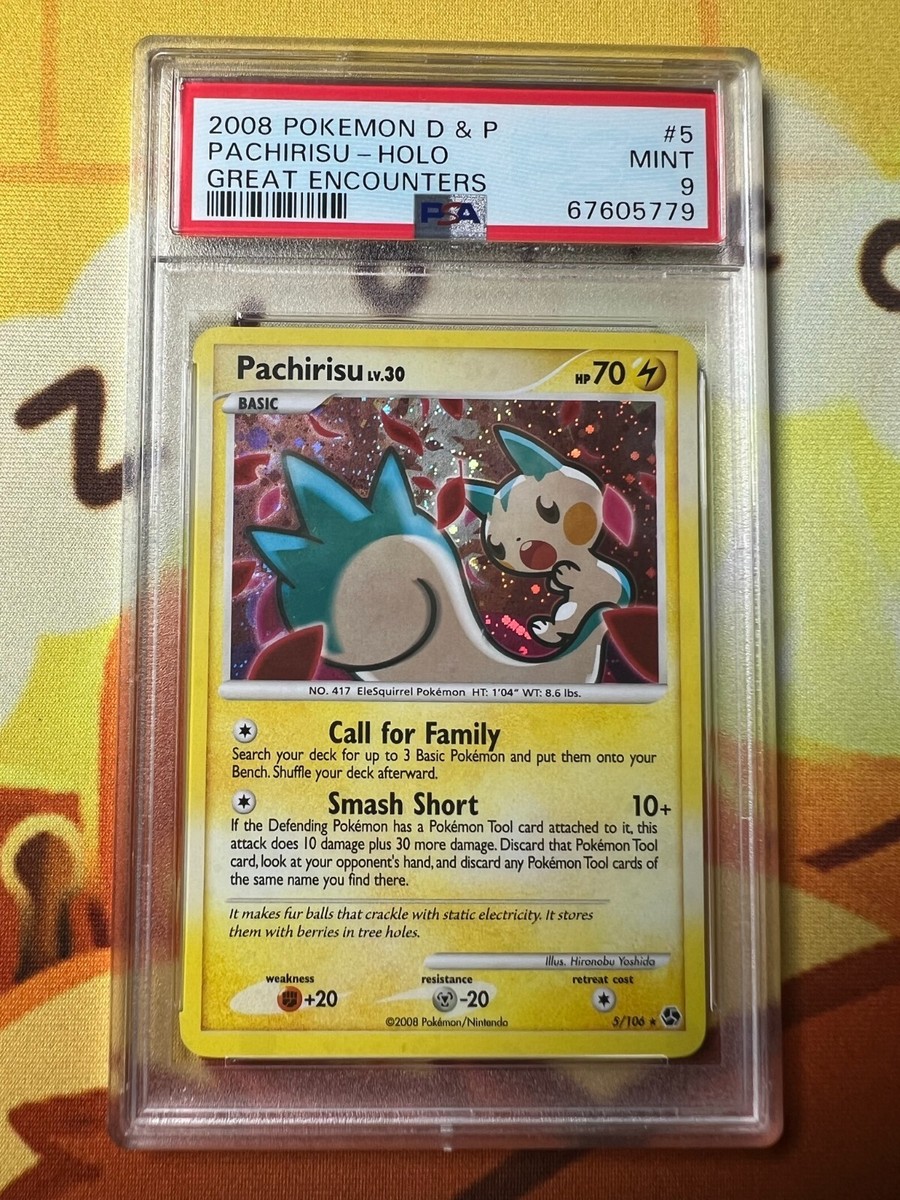 2008 POKEMON D & P #5
PACHIRISU - HOLO MINT
GREAT ENCOUNTERS 9
PSA 67605779
Pachirisu LV.30 HP 70
BASIC
NO. 417 EleSquirrel Pokémon HT: 1'04" WT: 8.6 lbs.
Call for Family
Search your deck for up to 3 Basic Pokémon and put them onto your
Bench. Shuffle your deck afterward.
Smash Short 10+
If the Defending Pokémon has a Pokémon Tool card attached to it, this
attack does 10 damage plus 30 more damage. Discard that Pokémon Tool
card, look at your opponent's hand, and discard any Pokémon Tool cards of
the same name you find there.
It makes fur balls that crackle with static electricity. It stores
them with berries in tree holes.
Illus. Hironobu Yoshida
weakness resistance retreat cost
+20 -20
©2008 Pokémon/Nintendo 5/106 ★